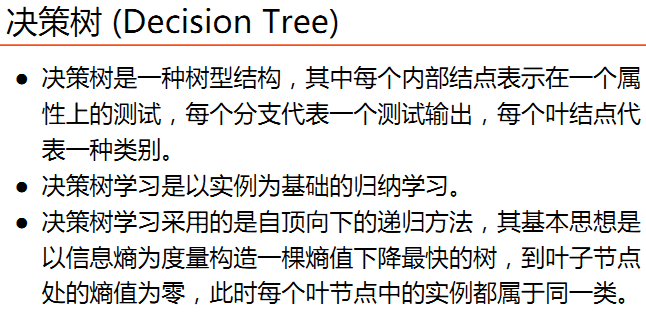 决策树 (Decision Tree)
● 决策树是一种树型结构，其中每个内部结点表示在一个属
性上的测试，每个分支代表一个测试输出，每个叶结点代
表一种类别。
● 决策树学习是以实例为基础的归纳学习。
● 决策树学习采用的是自顶向下的递归方法，其基本思想是
以信息熵为度量构造一棵熵值下降最快的树，到叶子节点
处的熵值为零，此时每个叶节点中的实例都属于同一类。